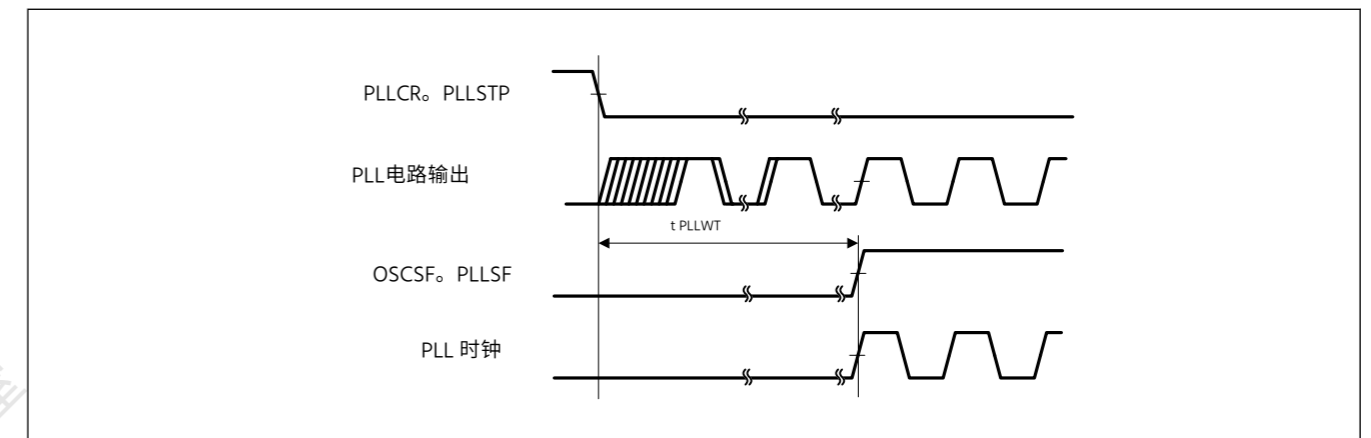 PLLCR。PLLSTP
PLL电路输出
t PLLWT
OSCSF。PLLSF
PLL 时钟